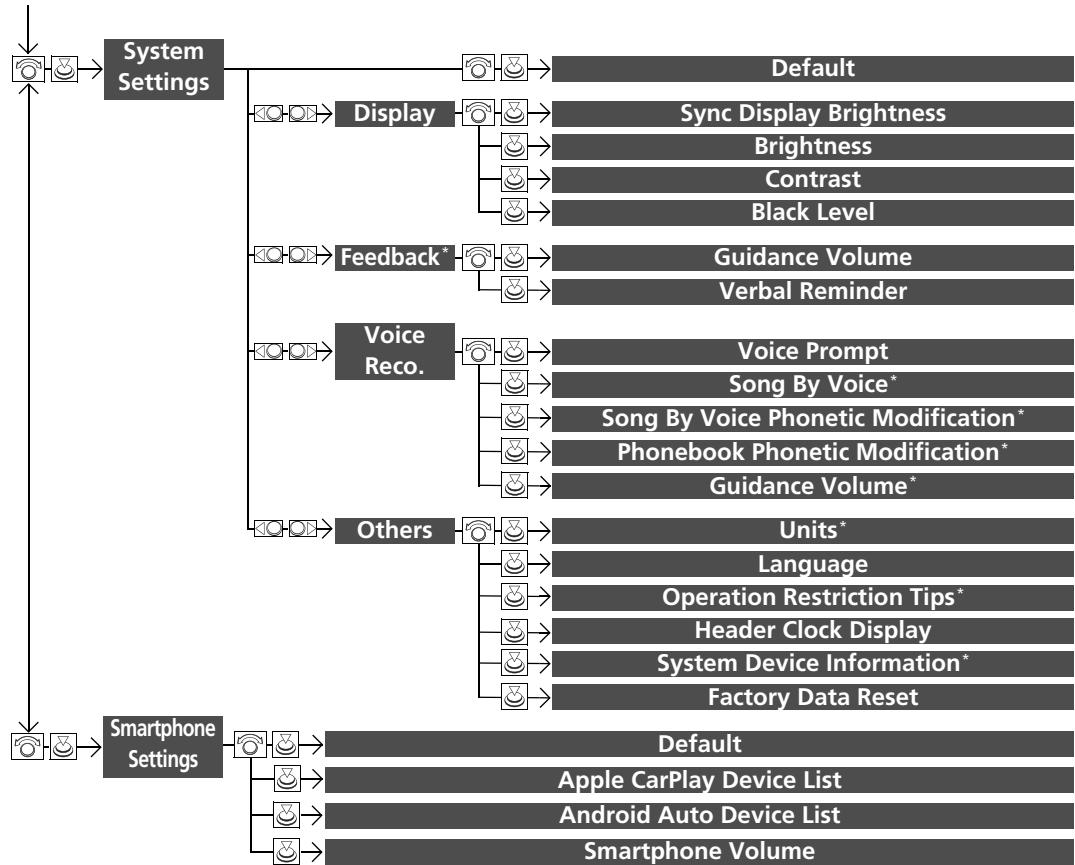 System
Settings
Default
Display
Sync Display Brightness
Brightness
Contrast
Black Level
Feedback*
Guidance Volume
Verbal Reminder
Voice
Reco.
Voice Prompt
Song By Voice*
Song By Voice Phonetic Modification*
Phonebook Phonetic Modification*
Guidance Volume*
Others
Units*
Language
Operation Restriction Tips*
Header Clock Display
System Device Information*
Factory Data Reset
Smartphone
Settings
Default
Apple CarPlay Device List
Android Auto Device List
Smartphone Volume